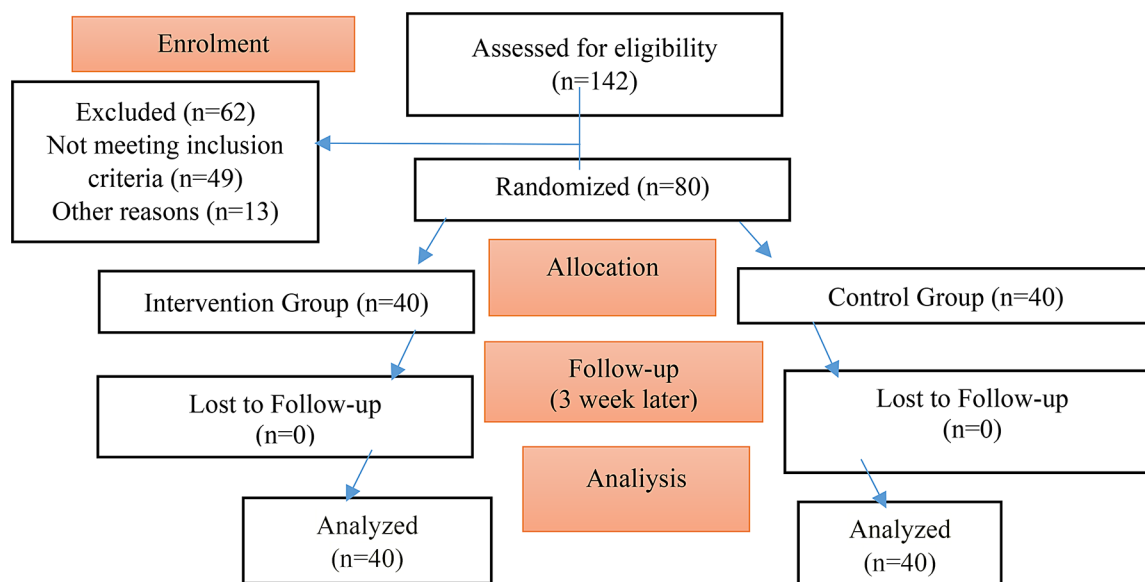 Enrolment
Assessed for eligibility
(n=142)
Excluded (n=62)
Not meeting inclusion
criteria (n=49)
Other reasons (n=13)
Randomized (n=80)
Allocation
Intervention Group (n=40)
Control Group (n=40)
Follow-up
(3 week later)
Lost to Follow-up
(n=0)
Lost to Follow-up
(n=0)
Analiysis
Analyzed
(n=40)
Analyzed
(n=40)